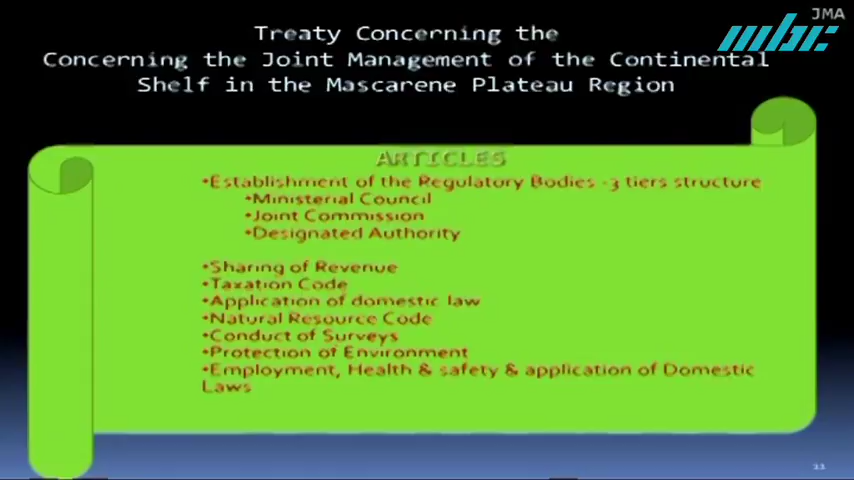 JMA
mbc
Treaty Concerning the
Concerning the Joint Management of the Continental
Shelf in the Mascarene Plateau Region
ARTICLES
•Establishment of the Regulatory Bodies -3 tiers structure
•Ministerial Council
•Joint Commission
•Designated Authority
•Sharing of Revenue
•Taxation Code
•Application of domestic law
•Natural Resource Code
•Conduct of Surveys
•Protection of Environment
•Employment, Health & safety & application of Domestic
Laws